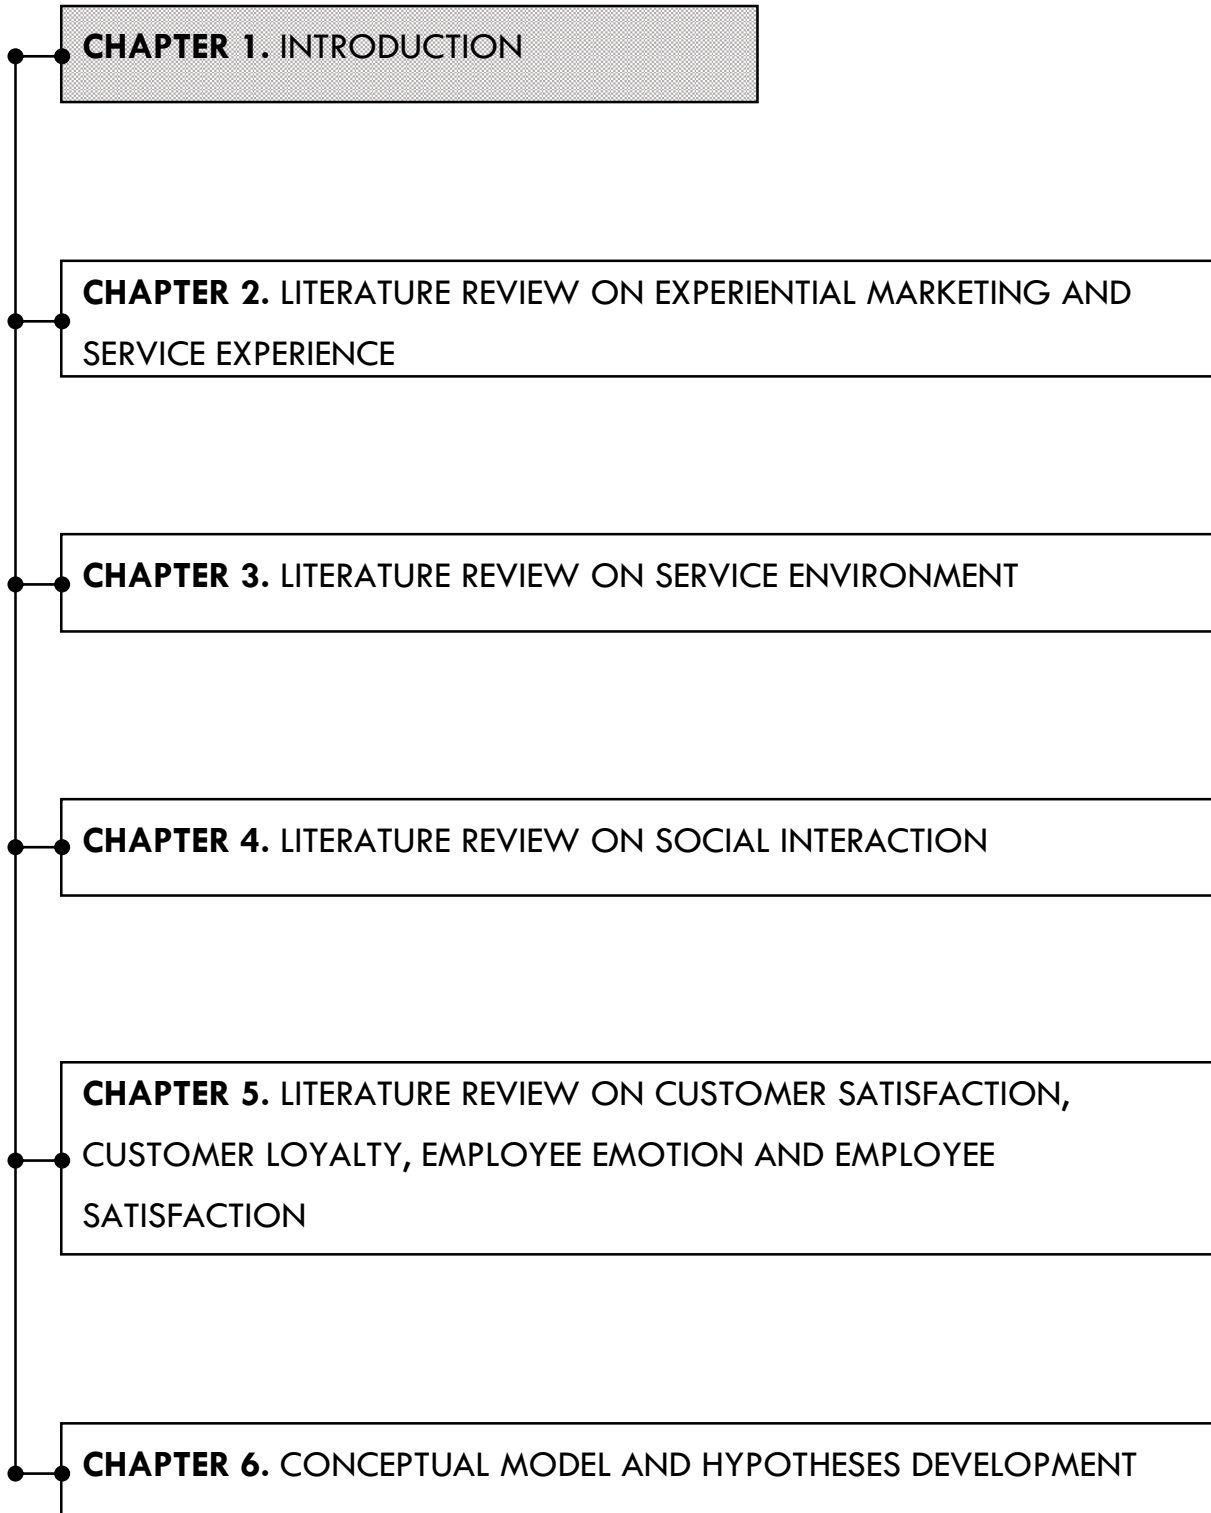 CHAPTER 1. INTRODUCTION
CHAPTER 2. LITERATURE REVIEW ON EXPERIENTIAL MARKETING AND
SERVICE EXPERIENCE
CHAPTER 3. LITERATURE REVIEW ON SERVICE ENVIRONMENT
CHAPTER 4. LITERATURE REVIEW ON SOCIAL INTERACTION
CHAPTER 5. LITERATURE REVIEW ON CUSTOMER SATISFACTION,
CUSTOMER LOYALTY, EMPLOYEE EMOTION AND EMPLOYEE
SATISFACTION
CHAPTER 6. CONCEPTUAL MODEL AND HYPOTHESES DEVELOPMENT